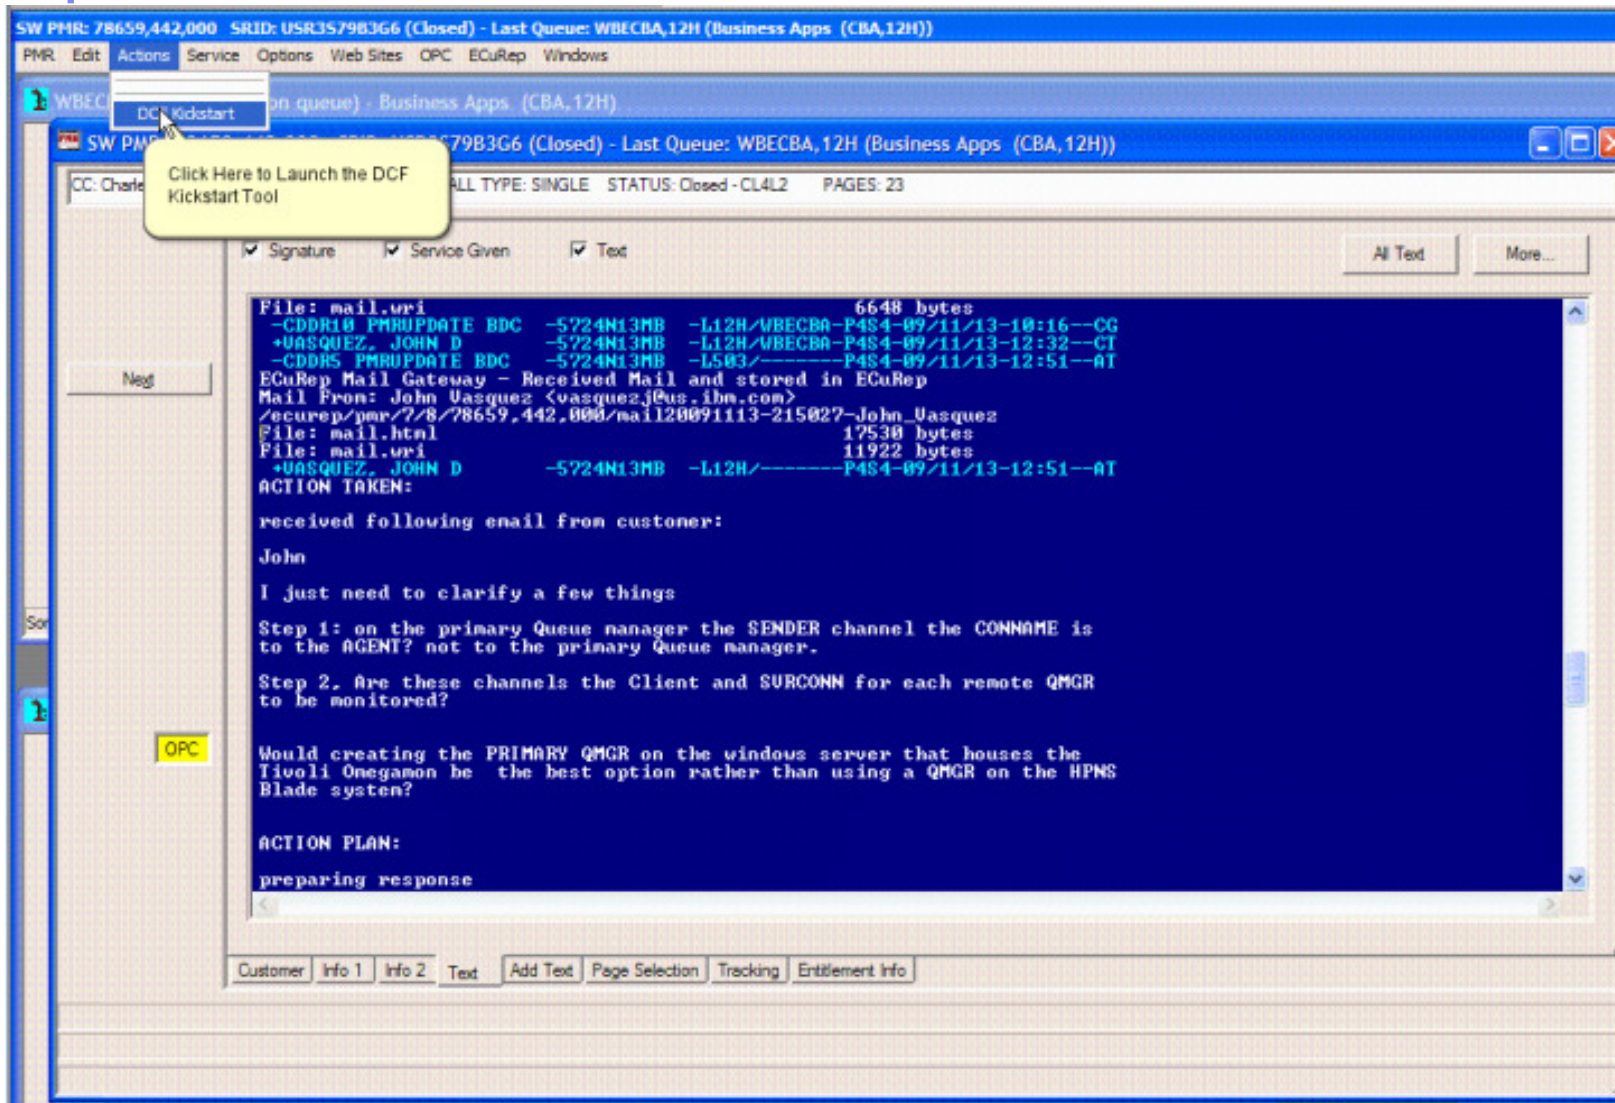 SW PMR: 78659,442,000 SRID: USR3S79B3G6 (Closed) - Last Queue: WBECBA,12H (Business Apps (CBA,12H))
PMR Edit Actions Service Options Web Sites OPC ECuRep Windows
WBEC on queue) - Business Apps (CBA,12H)
DCF Kickstart
SW PM 79B3G6 (Closed) - Last Queue: WBECBA,12H (Business Apps (CBA,12H))
Click Here to Launch the DCF
Kickstart Tool
CC: Charle ALL TYPE: SINGLE STATUS: Closed - CL4L2 PAGES: 23
Signature Service Given Text All Text More...
File: mail.wri 6648 bytes
-CDDR10 PMRUPDATE BDC -5724N13MB -L12H/WBECBA-P4S4-09/11/13-10:16--CG
+VASQUEZ, JOHN D -5724N13MB -L12H/WBECBA-P4S4-09/11/13-12:32--CT
-CDDR5 PMRUPDATE BDC -5724N13MB -L503/-------P4S4-09/11/13-12:51--AT
ECuRep Mail Gateway - Received Mail and stored in ECuRep
Mail From: John Vasquez <vasquezj@us.ibm.com>
/ecurep/pmr/7/8/78659,442,000/mail20091113-215027-John_Vasquez
File: mail.html 17530 bytes
File: mail.wri 11922 bytes
+VASQUEZ, JOHN D -5724N13MB -L12H/-------P4S4-09/11/13-12:51--AT
ACTION TAKEN:
received following email from customer:
John
I just need to clarify a few things
Step 1: on the primary Queue manager the SENDER channel the CONNAME is
to the AGENT? not to the primary Queue manager.
Step 2, Are these channels the Client and SVRCONN for each remote QMGR
to be monitored?
Would creating the PRIMARY QMGR on the windows server that houses the
Tivoli Omegamon be the best option rather than using a QMGR on the HPNS
Blade system?
ACTION PLAN:
preparing response
Next
Sor
OPC
Customer Info 1 Info 2 Text Add Text Page Selection Tracking Entitlement Info